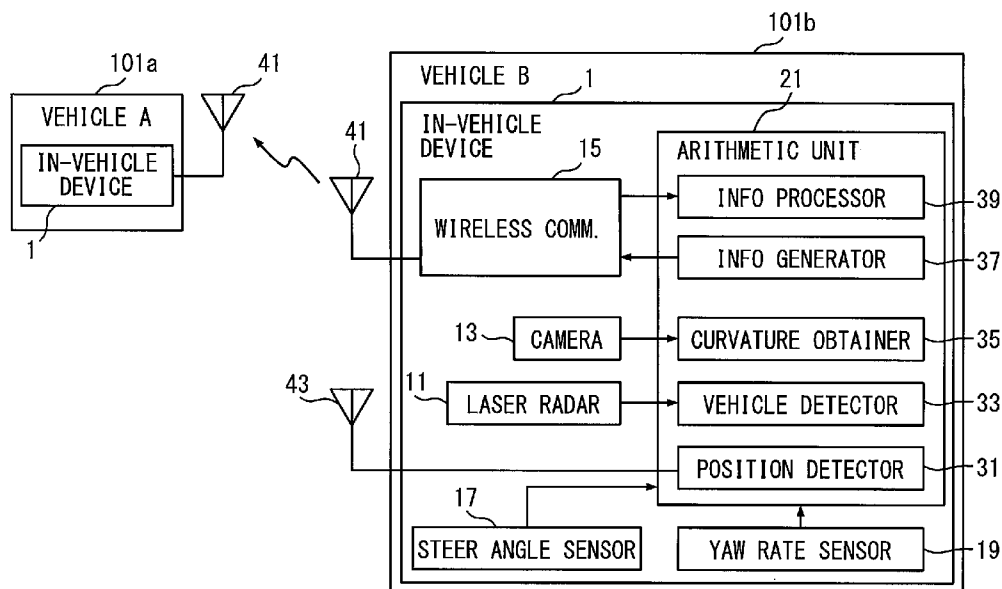 101b
101a
41
VEHICLE B
1
21
VEHICLE A
IN-VEHICLE
DEVICE
1
41
IN-VEHICLE
DEVICE
15
ARITHMETIC UNIT
WIRELESS COMM.
INFO PROCESSOR
39
INFO GENERATOR
37
13
CAMERA
CURVATURE OBTAINER
35
43
11
LASER RADAR
VEHICLE DETECTOR
33
POSITION DETECTOR
31
17
STEER ANGLE SENSOR
YAW RATE SENSOR
19